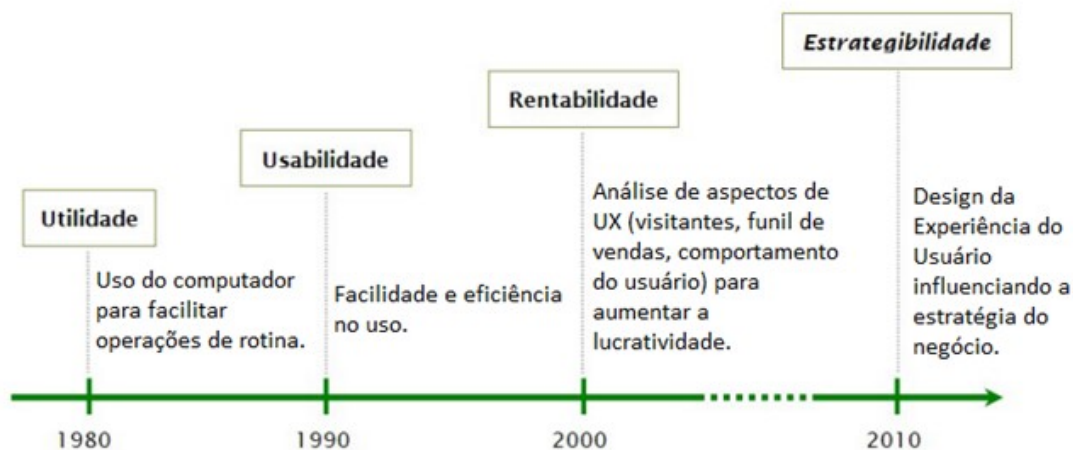 Estrategibilidade
Rentabilidade
Usabilidade
Utilidade
Uso do computador
para facilitar
operações de rotina.
Facilidade e eficiência
no uso.
Análise de aspectos de
UX (visitantes, funil de
vendas, comportamento
do usuário) para
aumentar a
lucratividade.
Design da
Experiência do
Usuário
influenciando a
estratégia do
negócio.
1980
1990
2000
2010